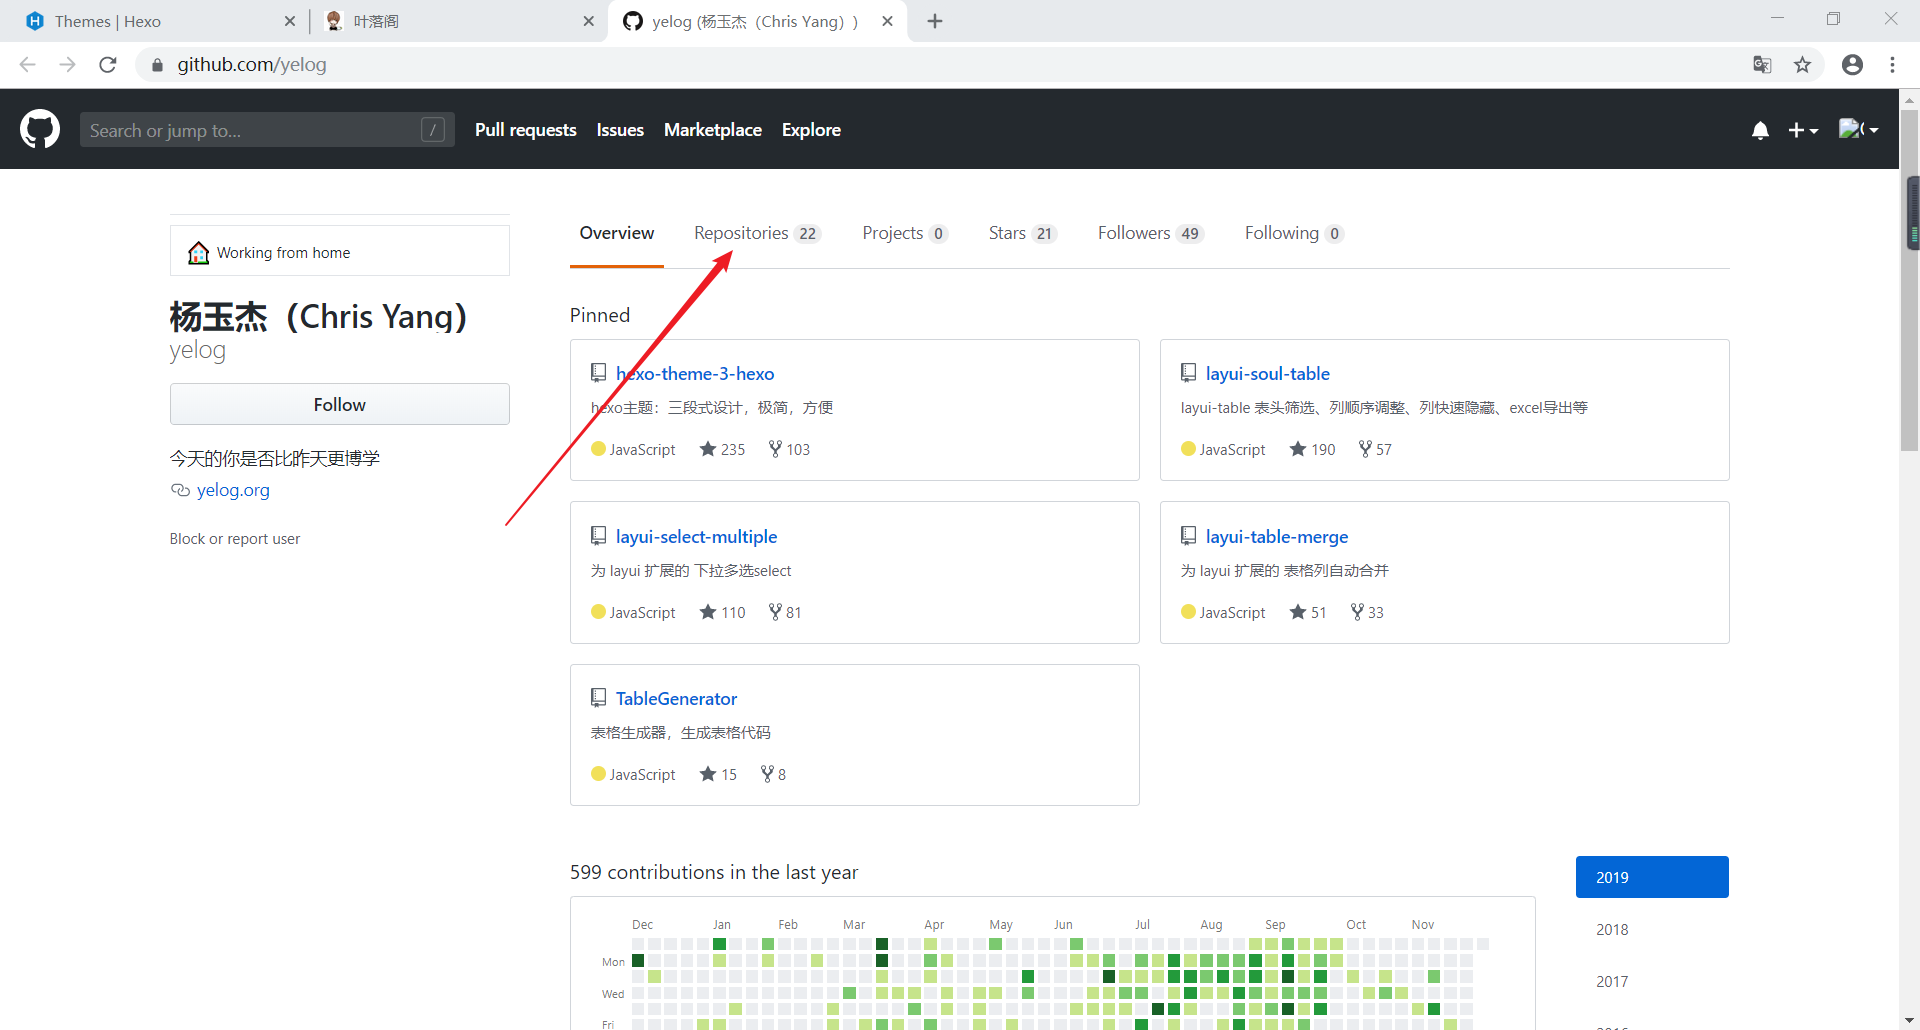 Themes | Hexo
叶落阁
yelog (杨玉杰（Chris Yang）)
github.com/yelog
Search or jump to...
/
Pull requests
Issues
Marketplace
Explore
Working from home
杨玉杰（Chris Yang）
yelog
Follow
今天的你是否比昨天更博学
yelog.org
Block or report user
Overview
Repositories 22
Projects 0
Stars 21
Followers 49
Following 0
Pinned
hexo-theme-3-hexo
hexo主题：三段式设计，极简，方便
JavaScript 235 103
layui-soul-table
layui-table 表头筛选、列顺序调整、列快速隐藏、excel导出等
JavaScript 190 57
layui-select-multiple
为 layui 扩展的 下拉多选select
JavaScript 110 81
layui-table-merge
为 layui 扩展的 表格列自动合并
JavaScript 51 33
TableGenerator
表格生成器，生成表格代码
JavaScript 15 8
599 contributions in the last year
Dec Jan Feb Mar Apr May Jun Jul Aug Sep Oct Nov
Mon
Wed
Fri
2019
2018
2017